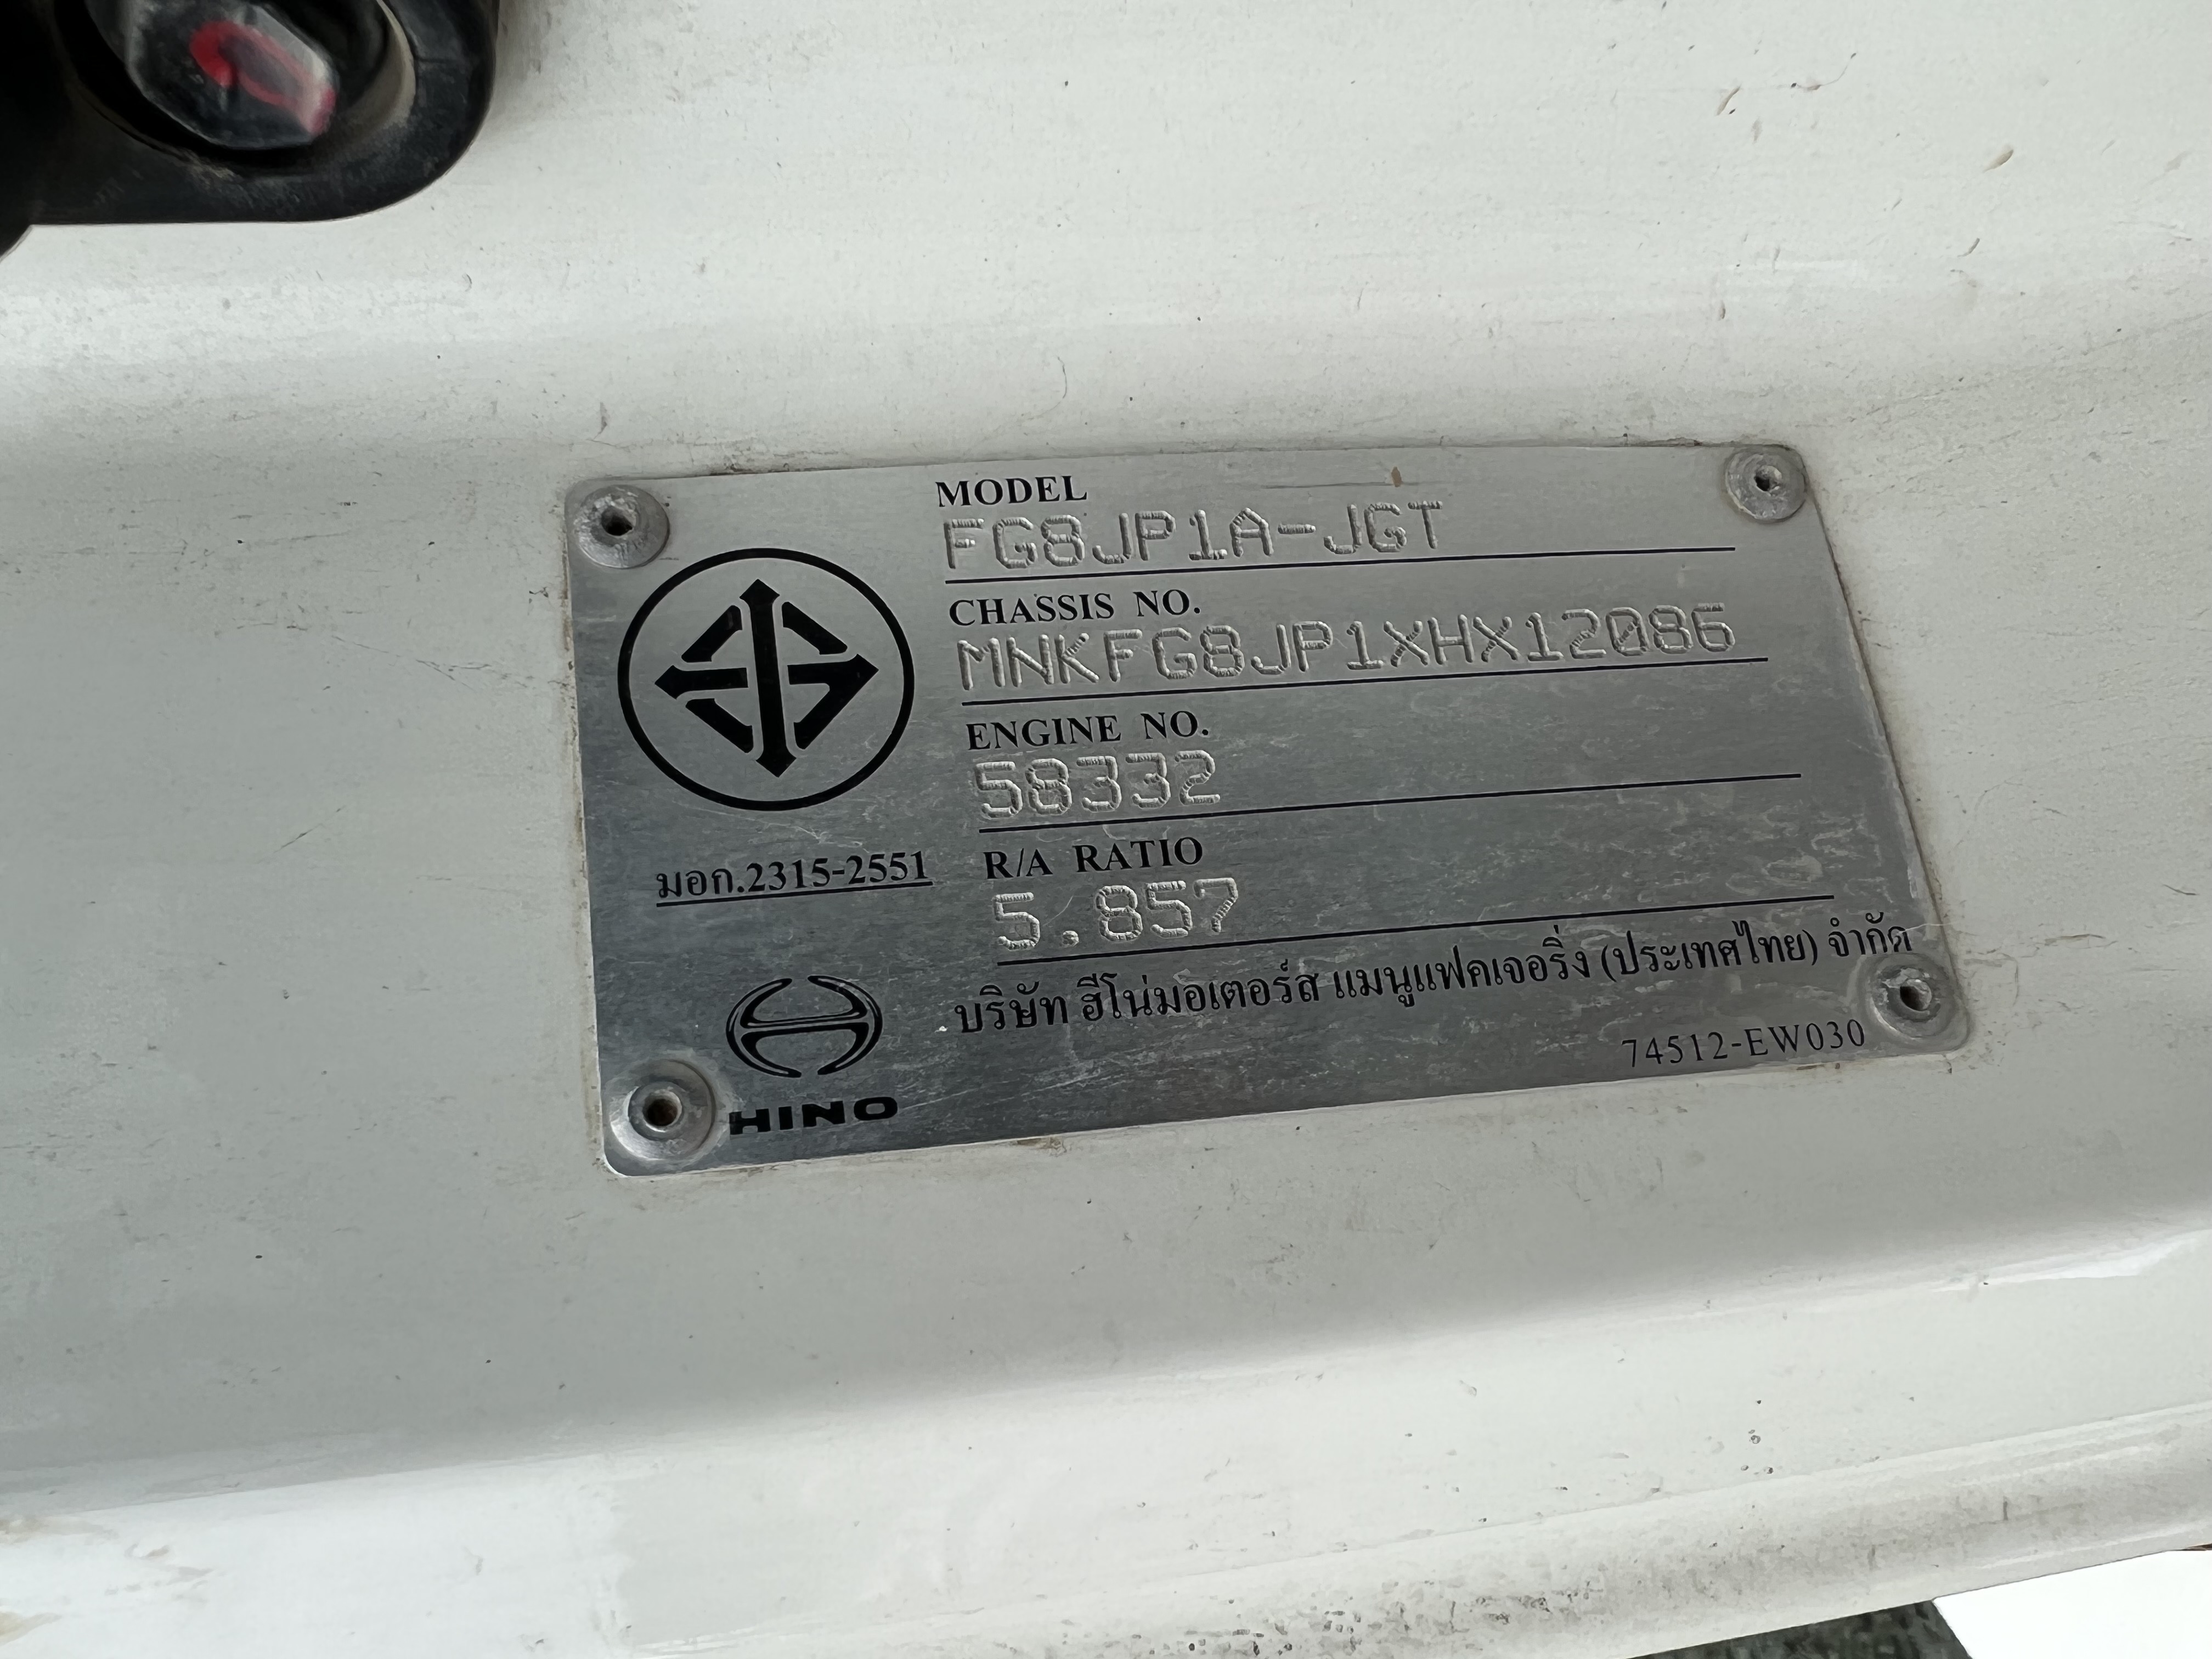 MODEL
FG8JP1A-JGT
CHASSIS NO.
MNKFG8JP1XHX12086
ENGINE NO.
58332
มอก.2315-2551
R/A RATIO
5.857
บริษัท ฮีโน่มอเตอร์ส แมนูแฟคเจอริ่ง (ประเทศไทย) จำกัด
74512-EW030
HINO